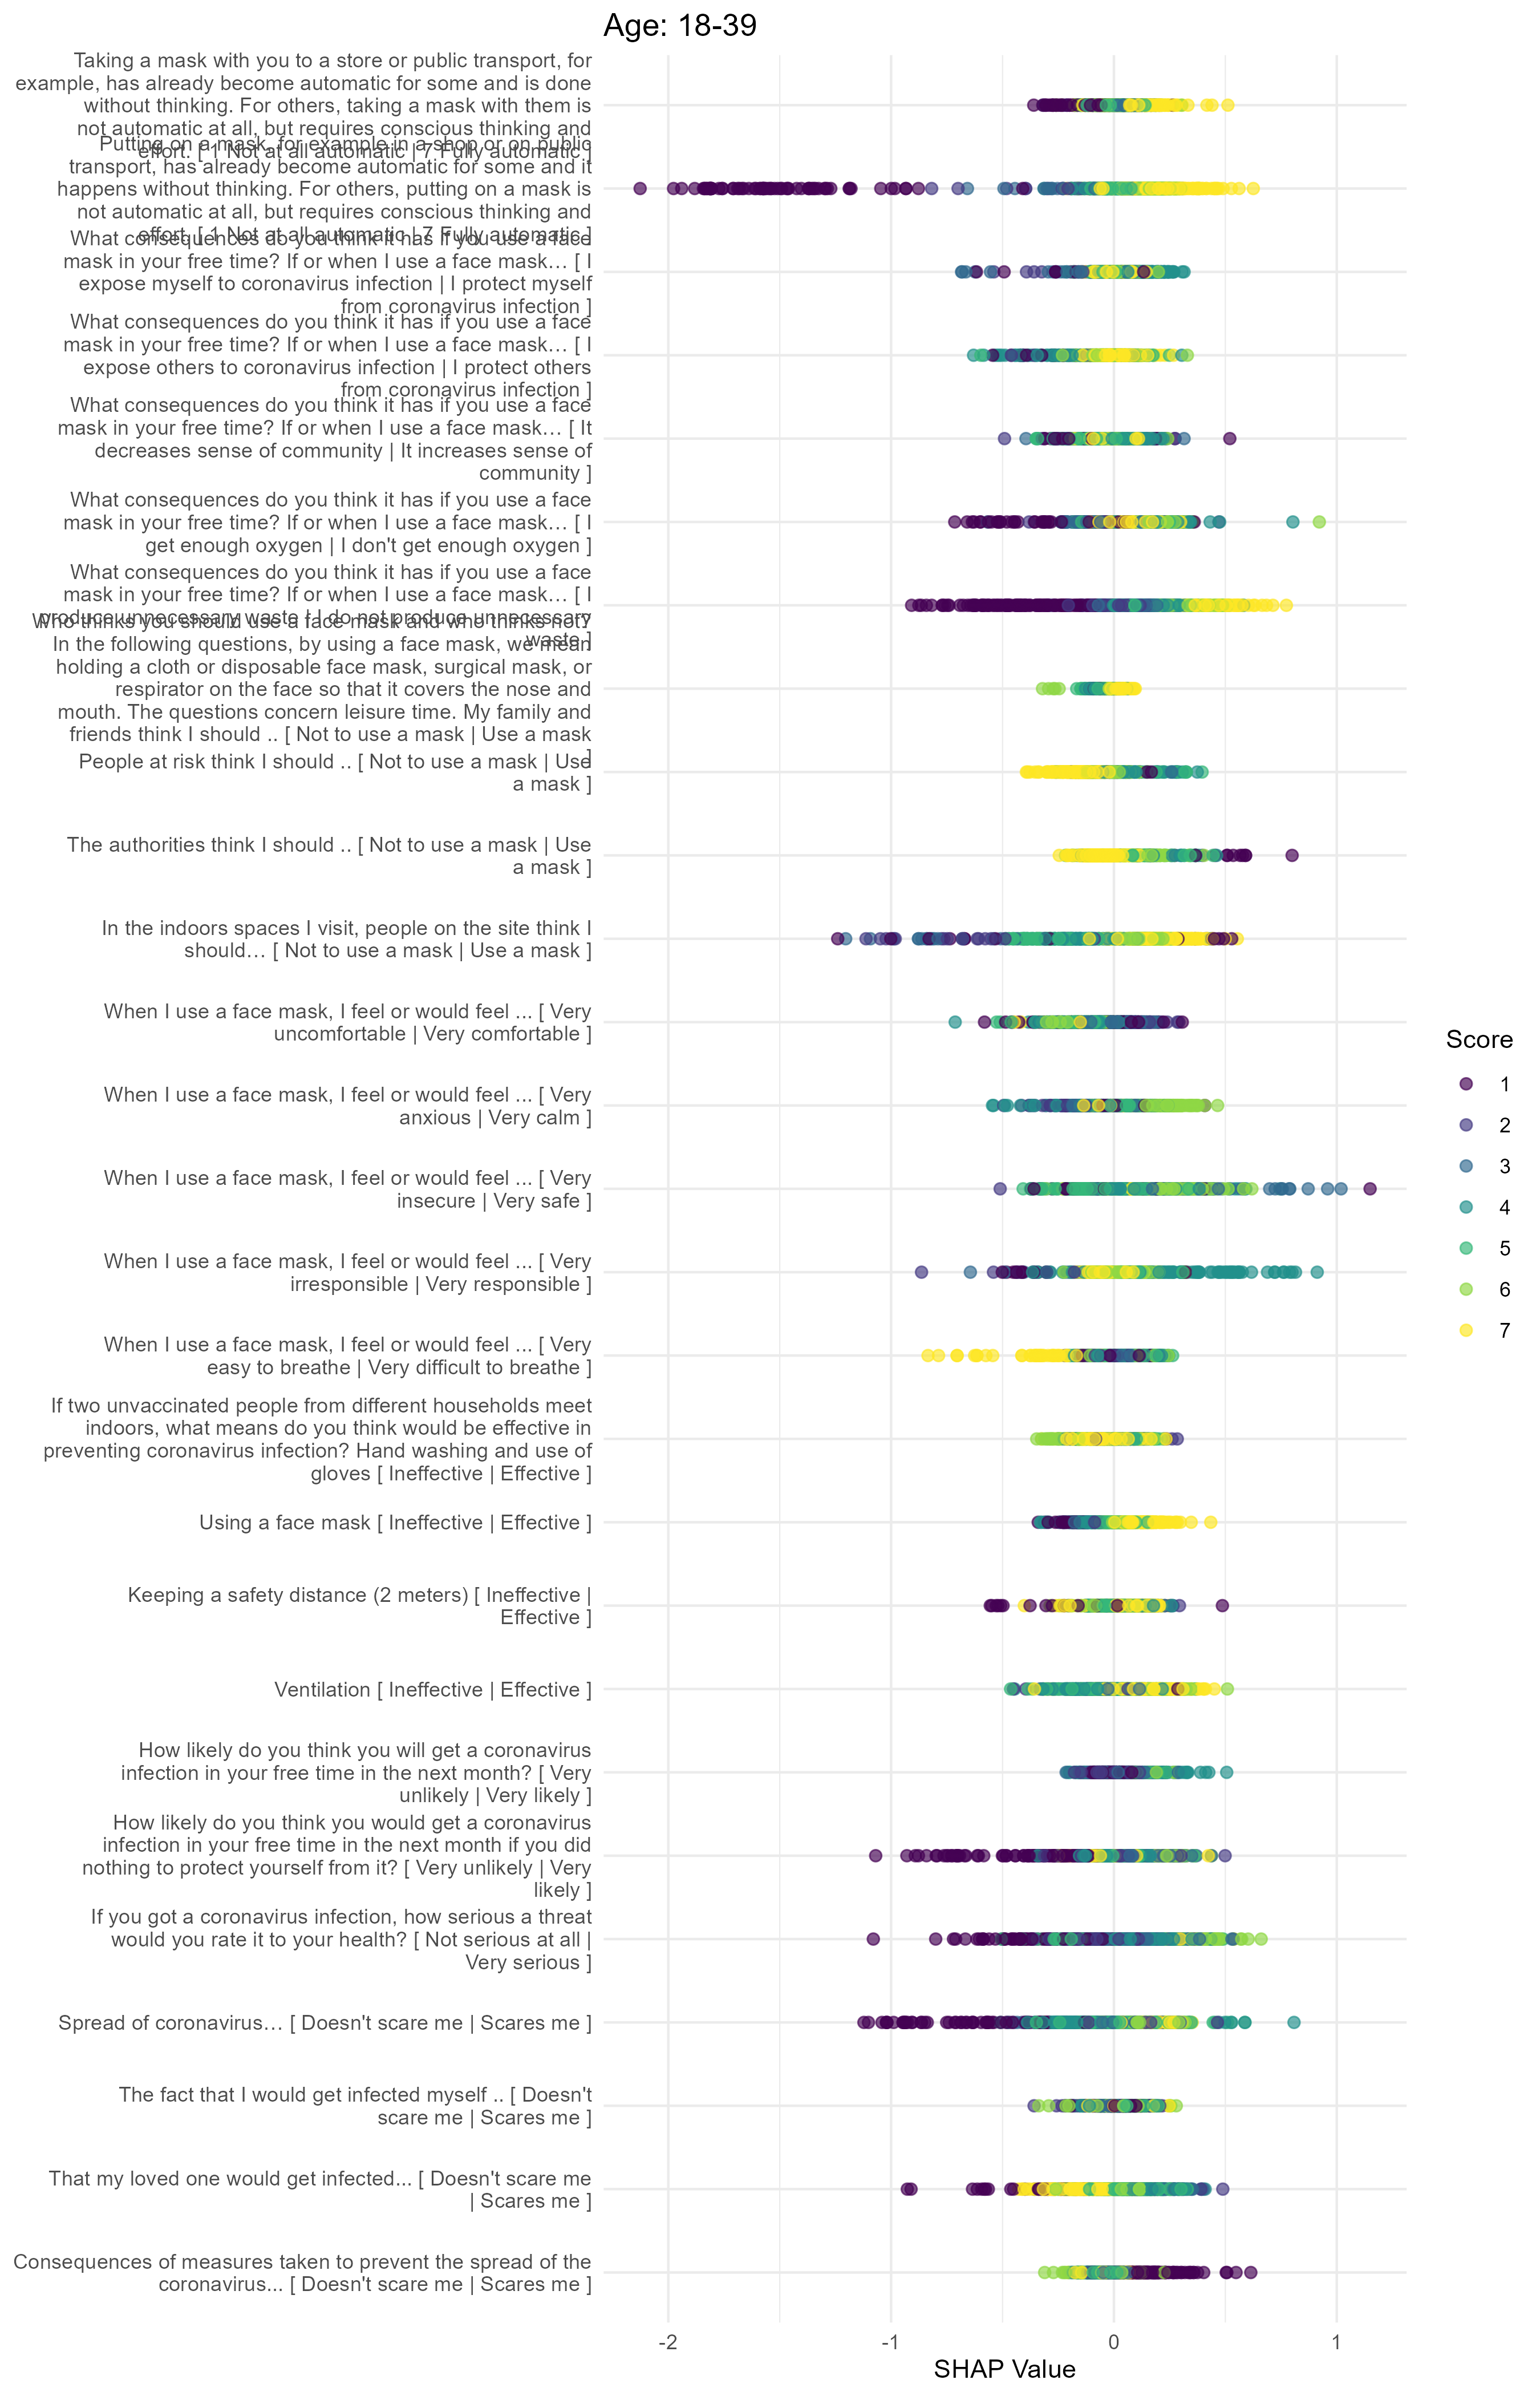 Age: 18-39
Taking a mask with you to a store or public transport, for
example, has already become automatic for some and is done
without thinking. For others, taking a mask with them is
not automatic at all, but requires conscious thinking and
effort. [ 1 Not at all automatic | 7 Fully automatic ]
Putting on a mask, for example in a shop or on public
transport, has already become automatic for some and it
happens without thinking. For others, putting on a mask is
not automatic at all, but requires conscious thinking and
effort. [ 1 Not at all automatic | 7 Fully automatic ]
What consequences do you think it has if you use a face
mask in your free time? If or when I use a face mask… [ I
expose myself to coronavirus infection | I protect myself
from coronavirus infection ]
What consequences do you think it has if you use a face
mask in your free time? If or when I use a face mask… [ I
expose others to coronavirus infection | I protect others
from coronavirus infection ]
What consequences do you think it has if you use a face
mask in your free time? If or when I use a face mask… [ It
decreases sense of community | It increases sense of
community ]
What consequences do you think it has if you use a face
mask in your free time? If or when I use a face mask… [ I
get enough oxygen | I don't get enough oxygen ]
What consequences do you think it has if you use a face
mask in your free time? If or when I use a face mask… [ I
produce unnecessary waste | I do not produce unnecessary
waste ]
Who thinks you should use a face mask and who thinks not?
In the following questions, by using a face mask, we mean
holding a cloth or disposable face mask, surgical mask, or
respirator on the face so that it covers the nose and
mouth. The questions concern leisure time. My family and
friends think I should .. [ Not to use a mask | Use a mask
]
People at risk think I should .. [ Not to use a mask | Use
a mask ]
The authorities think I should .. [ Not to use a mask | Use
a mask ]
In the indoors spaces I visit, people on the site think I
should… [ Not to use a mask | Use a mask ]
When I use a face mask, I feel or would feel ... [ Very
uncomfortable | Very comfortable ]
When I use a face mask, I feel or would feel ... [ Very
anxious | Very calm ]
When I use a face mask, I feel or would feel ... [ Very
insecure | Very safe ]
When I use a face mask, I feel or would feel ... [ Very
irresponsible | Very responsible ]
When I use a face mask, I feel or would feel ... [ Very
easy to breathe | Very difficult to breathe ]
If two unvaccinated people from different households meet
indoors, what means do you think would be effective in
preventing coronavirus infection? Hand washing and use of
gloves [ Ineffective | Effective ]
Using a face mask [ Ineffective | Effective ]
Keeping a safety distance (2 meters) [ Ineffective |
Effective ]
Ventilation [ Ineffective | Effective ]
How likely do you think you will get a coronavirus
infection in your free time in the next month? [ Very
unlikely | Very likely ]
How likely do you think you would get a coronavirus
infection in your free time in the next month if you did
nothing to protect yourself from it? [ Very unlikely | Very
likely ]
If you got a coronavirus infection, how serious a threat
would you rate it to your health? [ Not serious at all |
Very serious ]
Spread of coronavirus… [ Doesn't scare me | Scares me ]
The fact that I would get infected myself .. [ Doesn't
scare me | Scares me ]
That my loved one would get infected... [ Doesn't scare me
| Scares me ]
Consequences of measures taken to prevent the spread of the
coronavirus... [ Doesn't scare me | Scares me ]
-2
-1
0
1
SHAP Value
Score
1
2
3
4
5
6
7